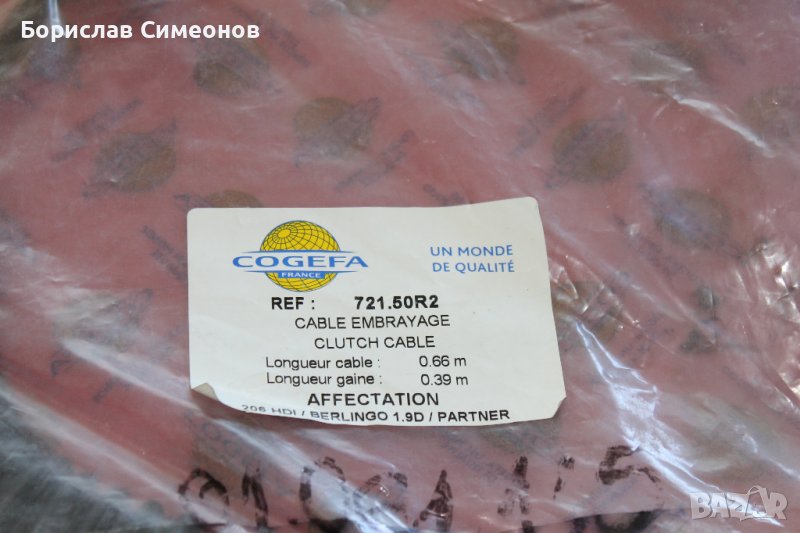 Борислав Симеонов
COGEFA
FRANCE
UN MONDE
DE QUALITÉ
REF : 721.50R2
CABLE EMBRAYAGE
CLUTCH CABLE
Longueur cable : 0.66 m
Longueur gaine : 0.39 m
AFFECTATION
206 HDI / BERLINGO 1.9D / PARTNER
BAZAR